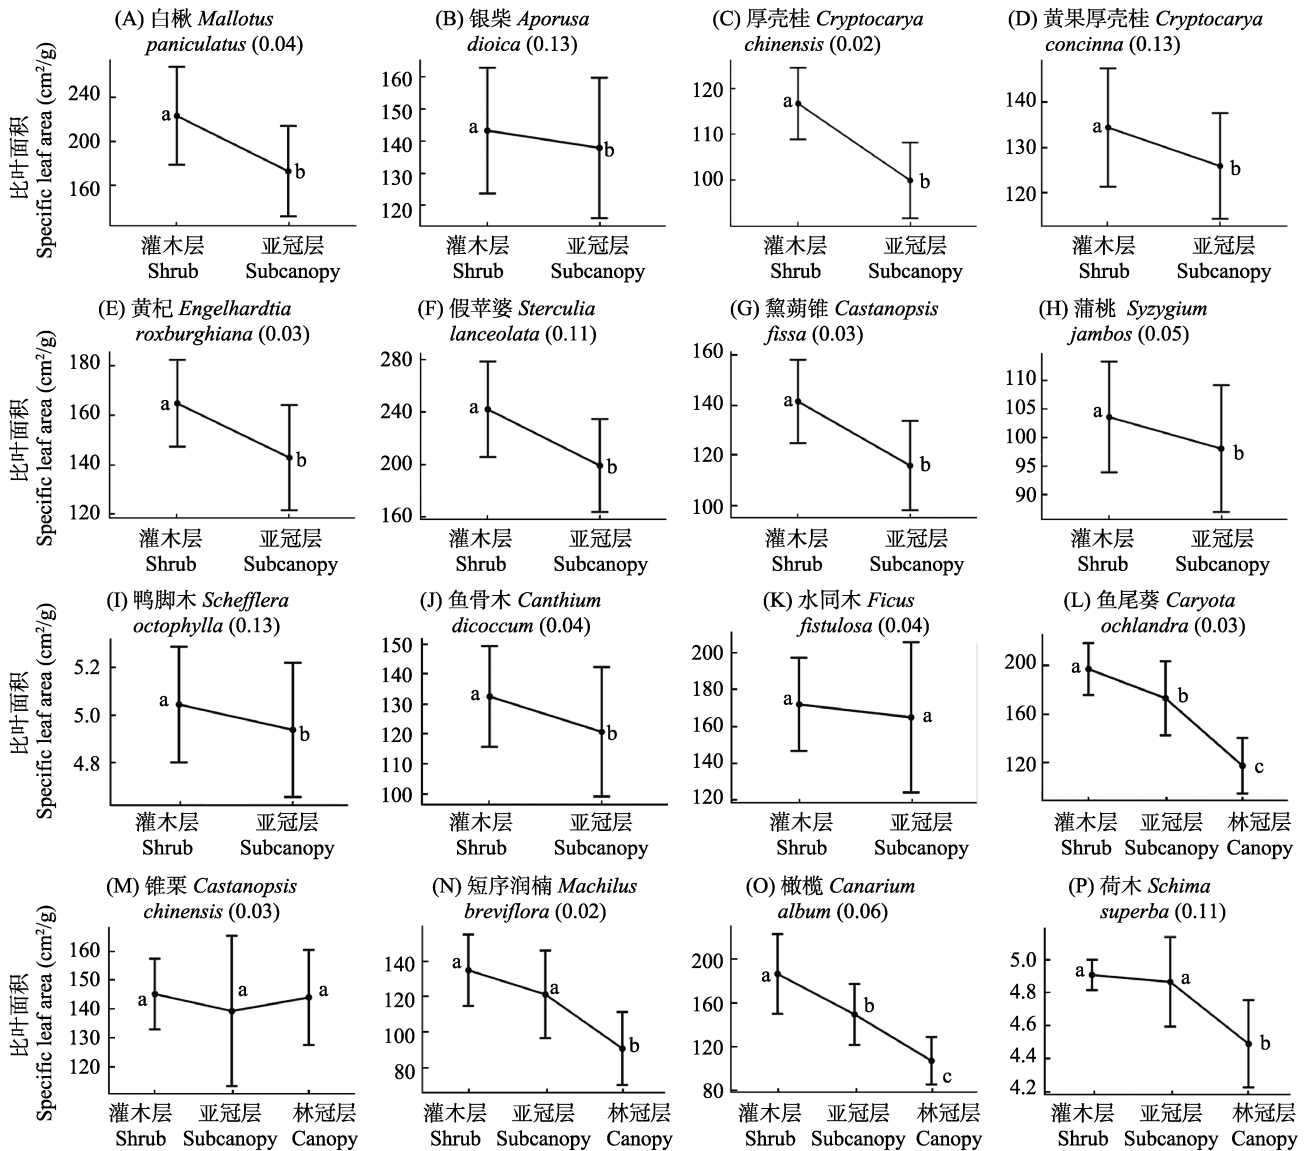 (A) 白楸 Mallotus
paniculatus (0.04)
(B) 银柴 Aporusa
dioica (0.13)
(C) 厚壳桂 Cryptocarya
chinensis (0.02)
(D) 黄果厚壳桂 Cryptocarya
concinna (0.13)
比叶面积
Specific leaf area (cm²/g)
240
200
160
a
b
灌木层
Shrub
亚冠层
Subcanopy
160
150
140
130
120
a
b
灌木层
Shrub
亚冠层
Subcanopy
120
110
100
a
b
灌木层
Shrub
亚冠层
Subcanopy
140
130
120
a
b
灌木层
Shrub
亚冠层
Subcanopy
(E) 黄杞 Engelhardtia
roxburghiana (0.03)
(F) 假苹婆 Sterculia
lanceolata (0.11)
(G) 黧蒴锥 Castanopsis
fissa (0.03)
(H) 蒲桃 Syzygium
jambos (0.05)
比叶面积
Specific leaf area (cm²/g)
180
160
140
120
a
b
灌木层
Shrub
亚冠层
Subcanopy
280
240
200
160
a
b
灌木层
Shrub
亚冠层
Subcanopy
160
140
120
100
a
b
灌木层
Shrub
亚冠层
Subcanopy
110
105
100
95
90
a
b
灌木层
Shrub
亚冠层
Subcanopy
(I) 鸭脚木 Schefflera
octophylla (0.13)
(J) 鱼骨木 Canthium
dicoccum (0.04)
(K) 水同木 Ficus
fistulosa (0.04)
(L) 鱼尾葵 Caryota
ochlandra (0.03)
比叶面积
Specific leaf area (cm²/g)
5.2
5.0
4.8
a
b
灌木层
Shrub
亚冠层
Subcanopy
150
140
130
120
110
100
a
b
灌木层
Shrub
亚冠层
Subcanopy
200
180
160
140
120
a
a
灌木层
Shrub
亚冠层
Subcanopy
200
160
120
a
b
c
灌木层
Shrub
亚冠层
Subcanopy
林冠层
Canopy
(M) 锥栗 Castanopsis
chinensis (0.03)
(N) 短序润楠 Machilus
breviflora (0.02)
(O) 橄榄 Canarium
album (0.06)
(P) 荷木 Schima
superba (0.11)
比叶面积
Specific leaf area (cm²/g)
160
150
140
130
120
a
a
a
灌木层
Shrub
亚冠层
Subcanopy
林冠层
Canopy
140
120
100
80
a
a
b
灌木层
Shrub
亚冠层
Subcanopy
林冠层
Canopy
200
160
120
80
a
b
c
灌木层
Shrub
亚冠层
Subcanopy
林冠层
Canopy
5.0
4.8
4.6
4.4
4.2
a
a
b
灌木层
Shrub
亚冠层
Subcanopy
林冠层
Canopy